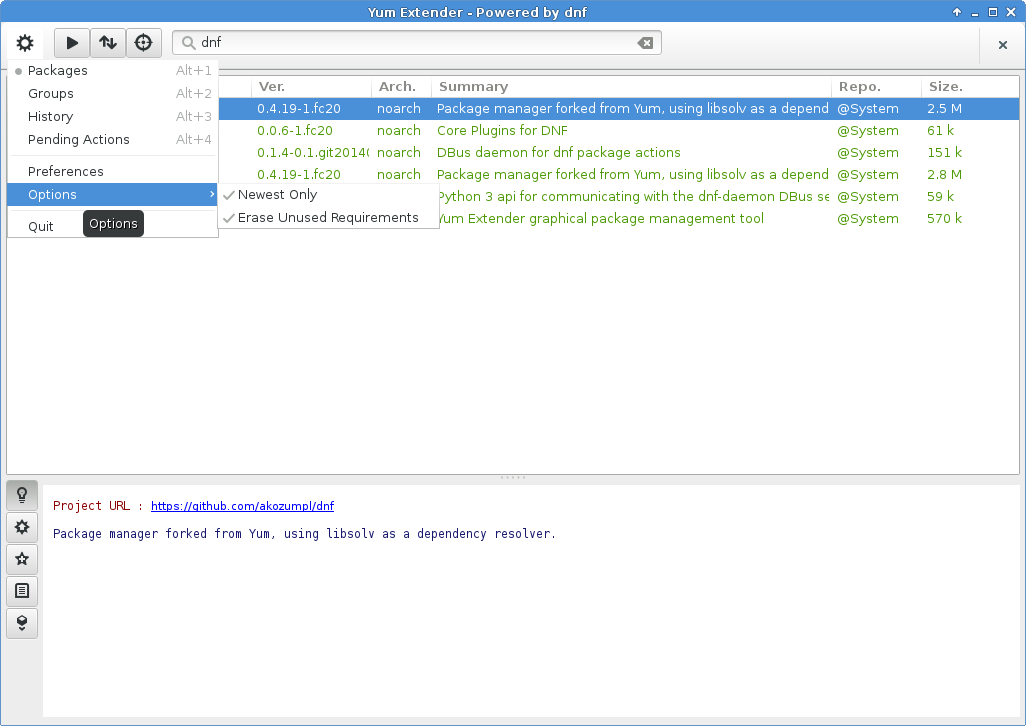 Yum Extender - Powered by dnf
dnf
Packages Alt+1
Groups Alt+2
History Alt+3
Pending Actions Alt+4
Preferences
Options
Quit
Options
Newest Only
Erase Unused Requirements
Ver. Arch. Summary Repo. Size.
0.4.19-1.fc20 noarch Package manager forked from Yum, using libsolv as a depend @System 2.5 M
0.0.6-1.fc20 noarch Core Plugins for DNF @System 61 k
0.1.4-0.1.git2014 noarch DBus daemon for dnf package actions @System 151 k
0.4.19-1.fc20 noarch Package manager forked from Yum, using libsolv as a depend @System 2.8 M
Python 3 api for communicating with the dnf-daemon DBus se @System 59 k
Yum Extender graphical package management tool @System 570 k
Project URL : https://github.com/akozumpl/dnf
Package manager forked from Yum, using libsolv as a dependency resolver.